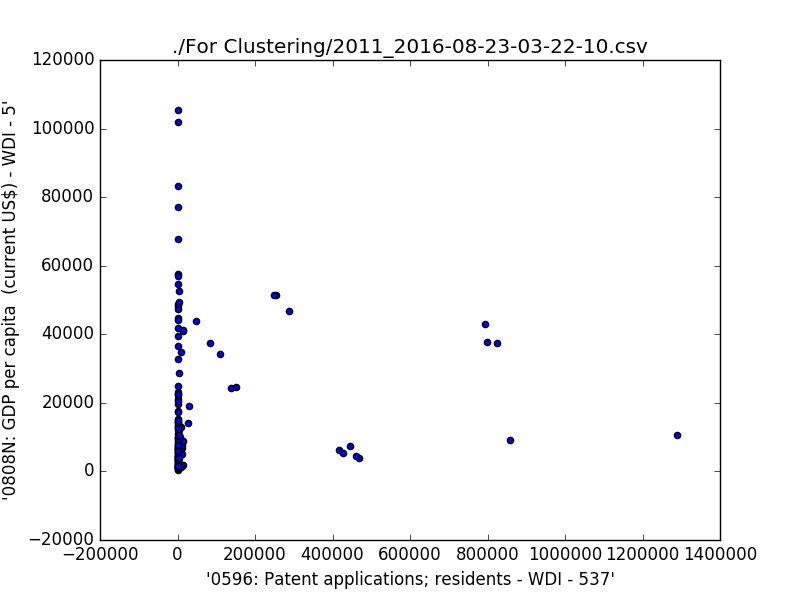 ./For Clustering/2011_2016-08-23-03-22-10.csv
120000
100000
80000
60000
40000
20000
0
−20000
'0808N: GDP per capita  (current US$) - WDI - 5'
−200000 0 200000 400000 600000 800000 1000000 1200000 1400000
'0596: Patent applications; residents - WDI - 537'